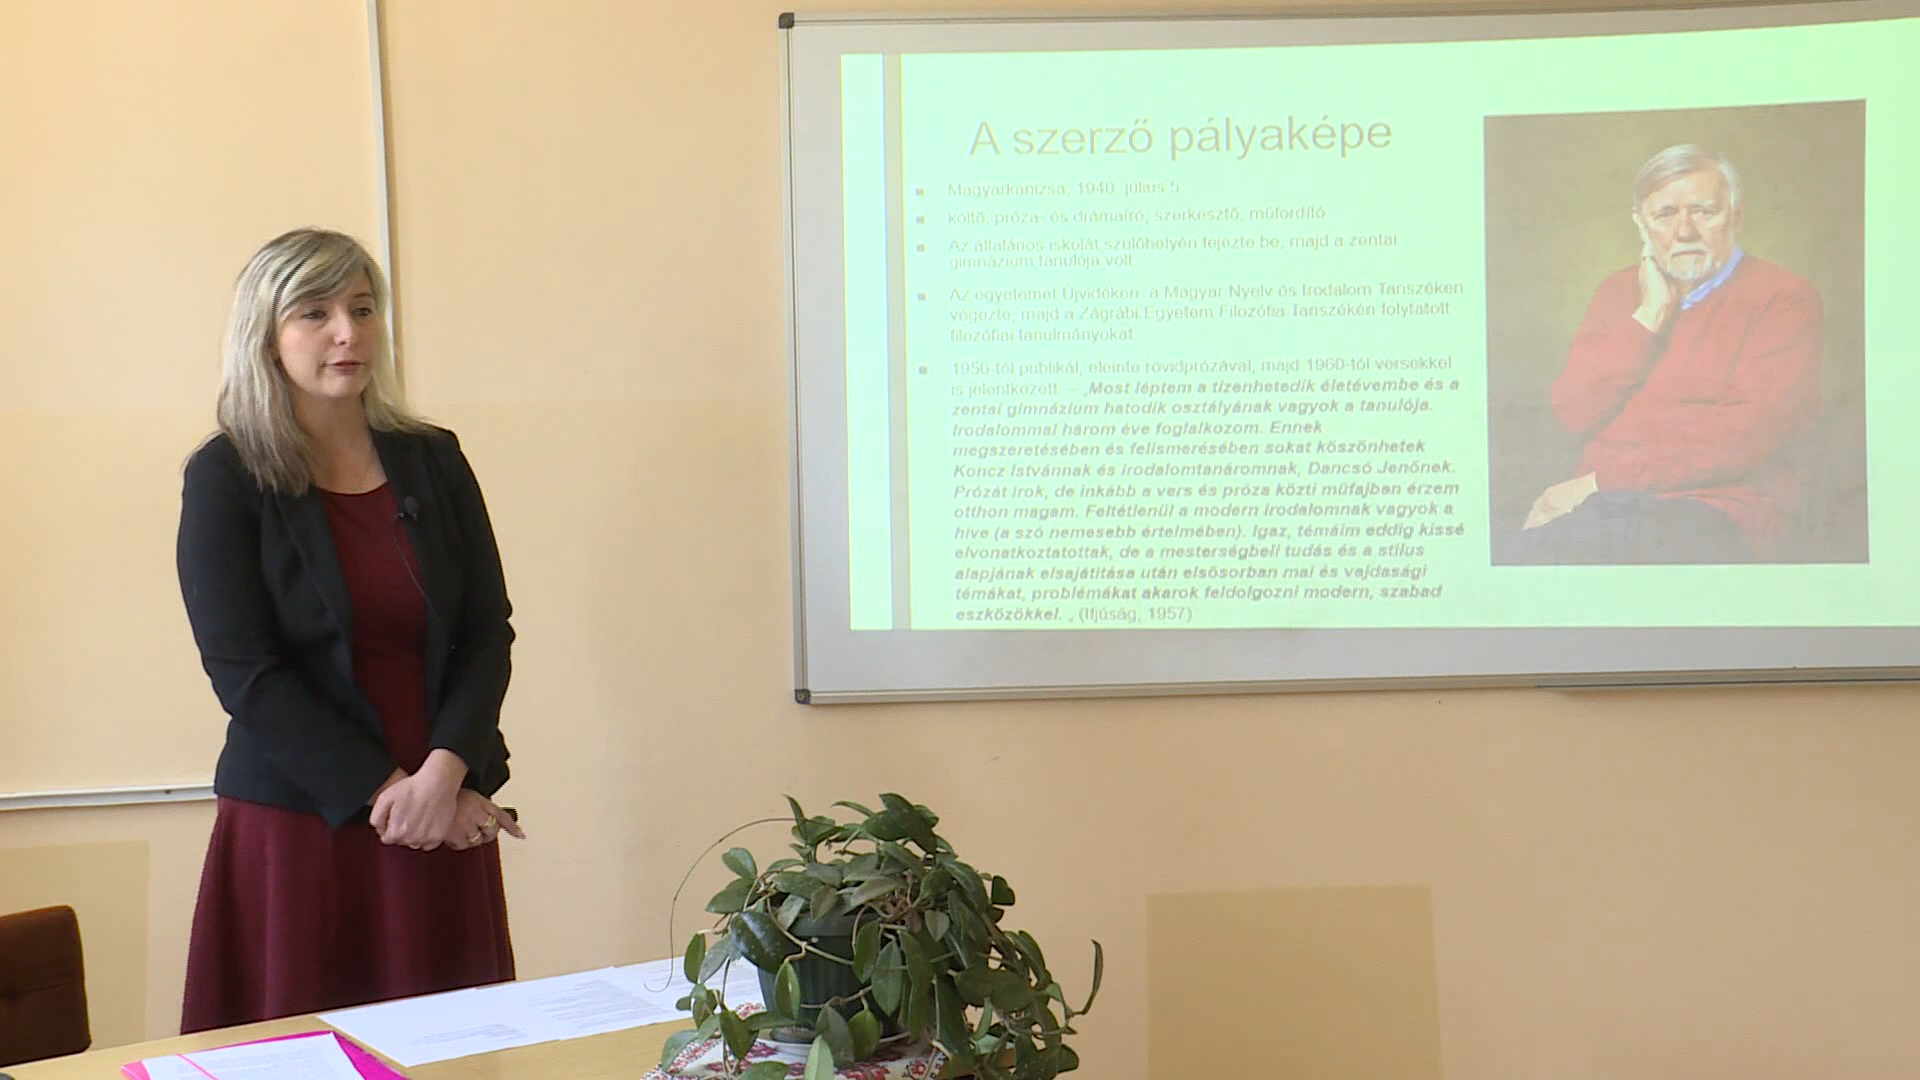 A szerző pályaképe
Magyarkanizsa, 1940. július 5.
költő, próza- és drámaíró, szerkesztő, műfordító
Az általános iskolát szülőhelyén fejezte be, majd a zentai
gimnázium tanulója volt
Az egyetemet Újvidéken a Magyar Nyelv és Irodalom Tanszéken
végezte, majd a Zágrábi Egyetem Filozófia Tanszékén folytatott
filozófiai tanulmányokat
1956-tól publikál, eleinte rövidprózával, majd 1960-tól versekkel
is jelentkezett. – „Most léptem a tizenhetedik életévembe és a
zentai gimnázium hatodik osztályának vagyok a tanulója.
Irodalommal három éve foglalkozom. Ennek
megszeretésében és felismerésében sokat köszönhetek
Koncz Istvánnak és irodalomtanáromnak, Dancsó Jenőnek.
Prózát írok, de inkább a vers és próza közti műfajban érzem
otthon magam. Feltétlenül a modern irodalomnak vagyok a
híve (a szó nemesebb értelmében). Igaz, témáim eddig kissé
elvonatkoztatottak, de a mesterségbeli tudás és a stílus
alapjának elsajátítása után elsősorban mai és vajdasági
témákat, problémákat akarok feldolgozni modern, szabad
eszközökkel. „ (Ifjúság, 1957)